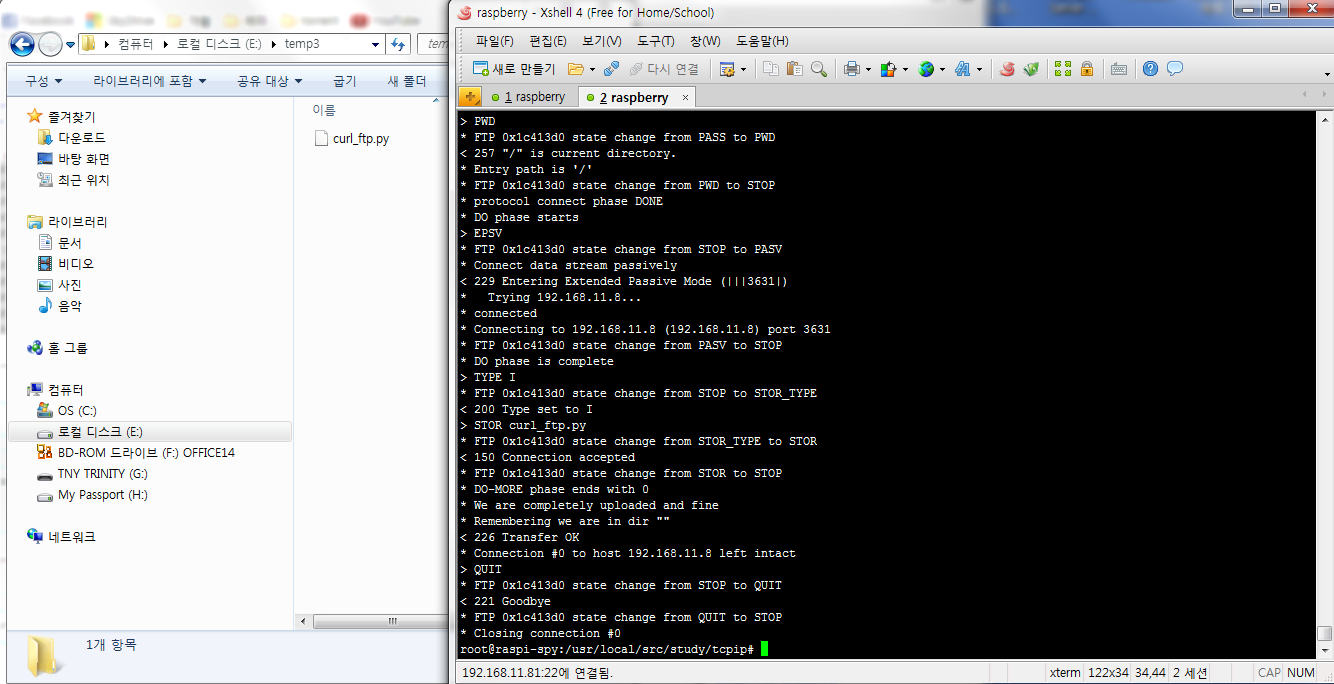 raspberry - Xshell 4 (Free for Home/School)
컴퓨터 로컬 디스크 (E:) temp3
tem
구성 라이브러리에 포함 공유 대상 굽기 새 폴더
즐겨찾기
다운로드
바탕 화면
최근 위치
라이브러리
문서
비디오
사진
음악
홈 그룹
컴퓨터
OS (C:)
로컬 디스크 (E:)
BD-ROM 드라이브 (F:) OFFICE14
TNY TRINITY (G:)
My Passport (H:)
네트워크
이름
curl_ftp.py
1개 항목
파일(F) 편집(E) 보기(V) 도구(T) 창(W) 도움말(H)
새로 만들기 다시 연결
1 raspberry 2 raspberry ×
> PWD
* FTP 0x1c413d0 state change from PASS to PWD
< 257 "/" is current directory.
* Entry path is '/'
* FTP 0x1c413d0 state change from PWD to STOP
* protocol connect phase DONE
* DO phase starts
> EPSV
* FTP 0x1c413d0 state change from STOP to PASV
* Connect data stream passively
< 229 Entering Extended Passive Mode (|||3631|)
*   Trying 192.168.11.8...
* connected
* Connecting to 192.168.11.8 (192.168.11.8) port 3631
* FTP 0x1c413d0 state change from PASV to STOP
* DO phase is complete
> TYPE I
* FTP 0x1c413d0 state change from STOP to STOR_TYPE
< 200 Type set to I
> STOR curl_ftp.py
* FTP 0x1c413d0 state change from STOR_TYPE to STOR
< 150 Connection accepted
* FTP 0x1c413d0 state change from STOR to STOP
* DO-MORE phase ends with 0
* We are completely uploaded and fine
* Remembering we are in dir ""
< 226 Transfer OK
* Connection #0 to host 192.168.11.8 left intact
> QUIT
* FTP 0x1c413d0 state change from STOP to QUIT
< 221 Goodbye
* FTP 0x1c413d0 state change from QUIT to STOP
* Closing connection #0
root@raspi-spy:/usr/local/src/study/tcpip#
192.168.11.81:22에 연결됨. xterm 122x34 34,44 2 세션 CAP NUM